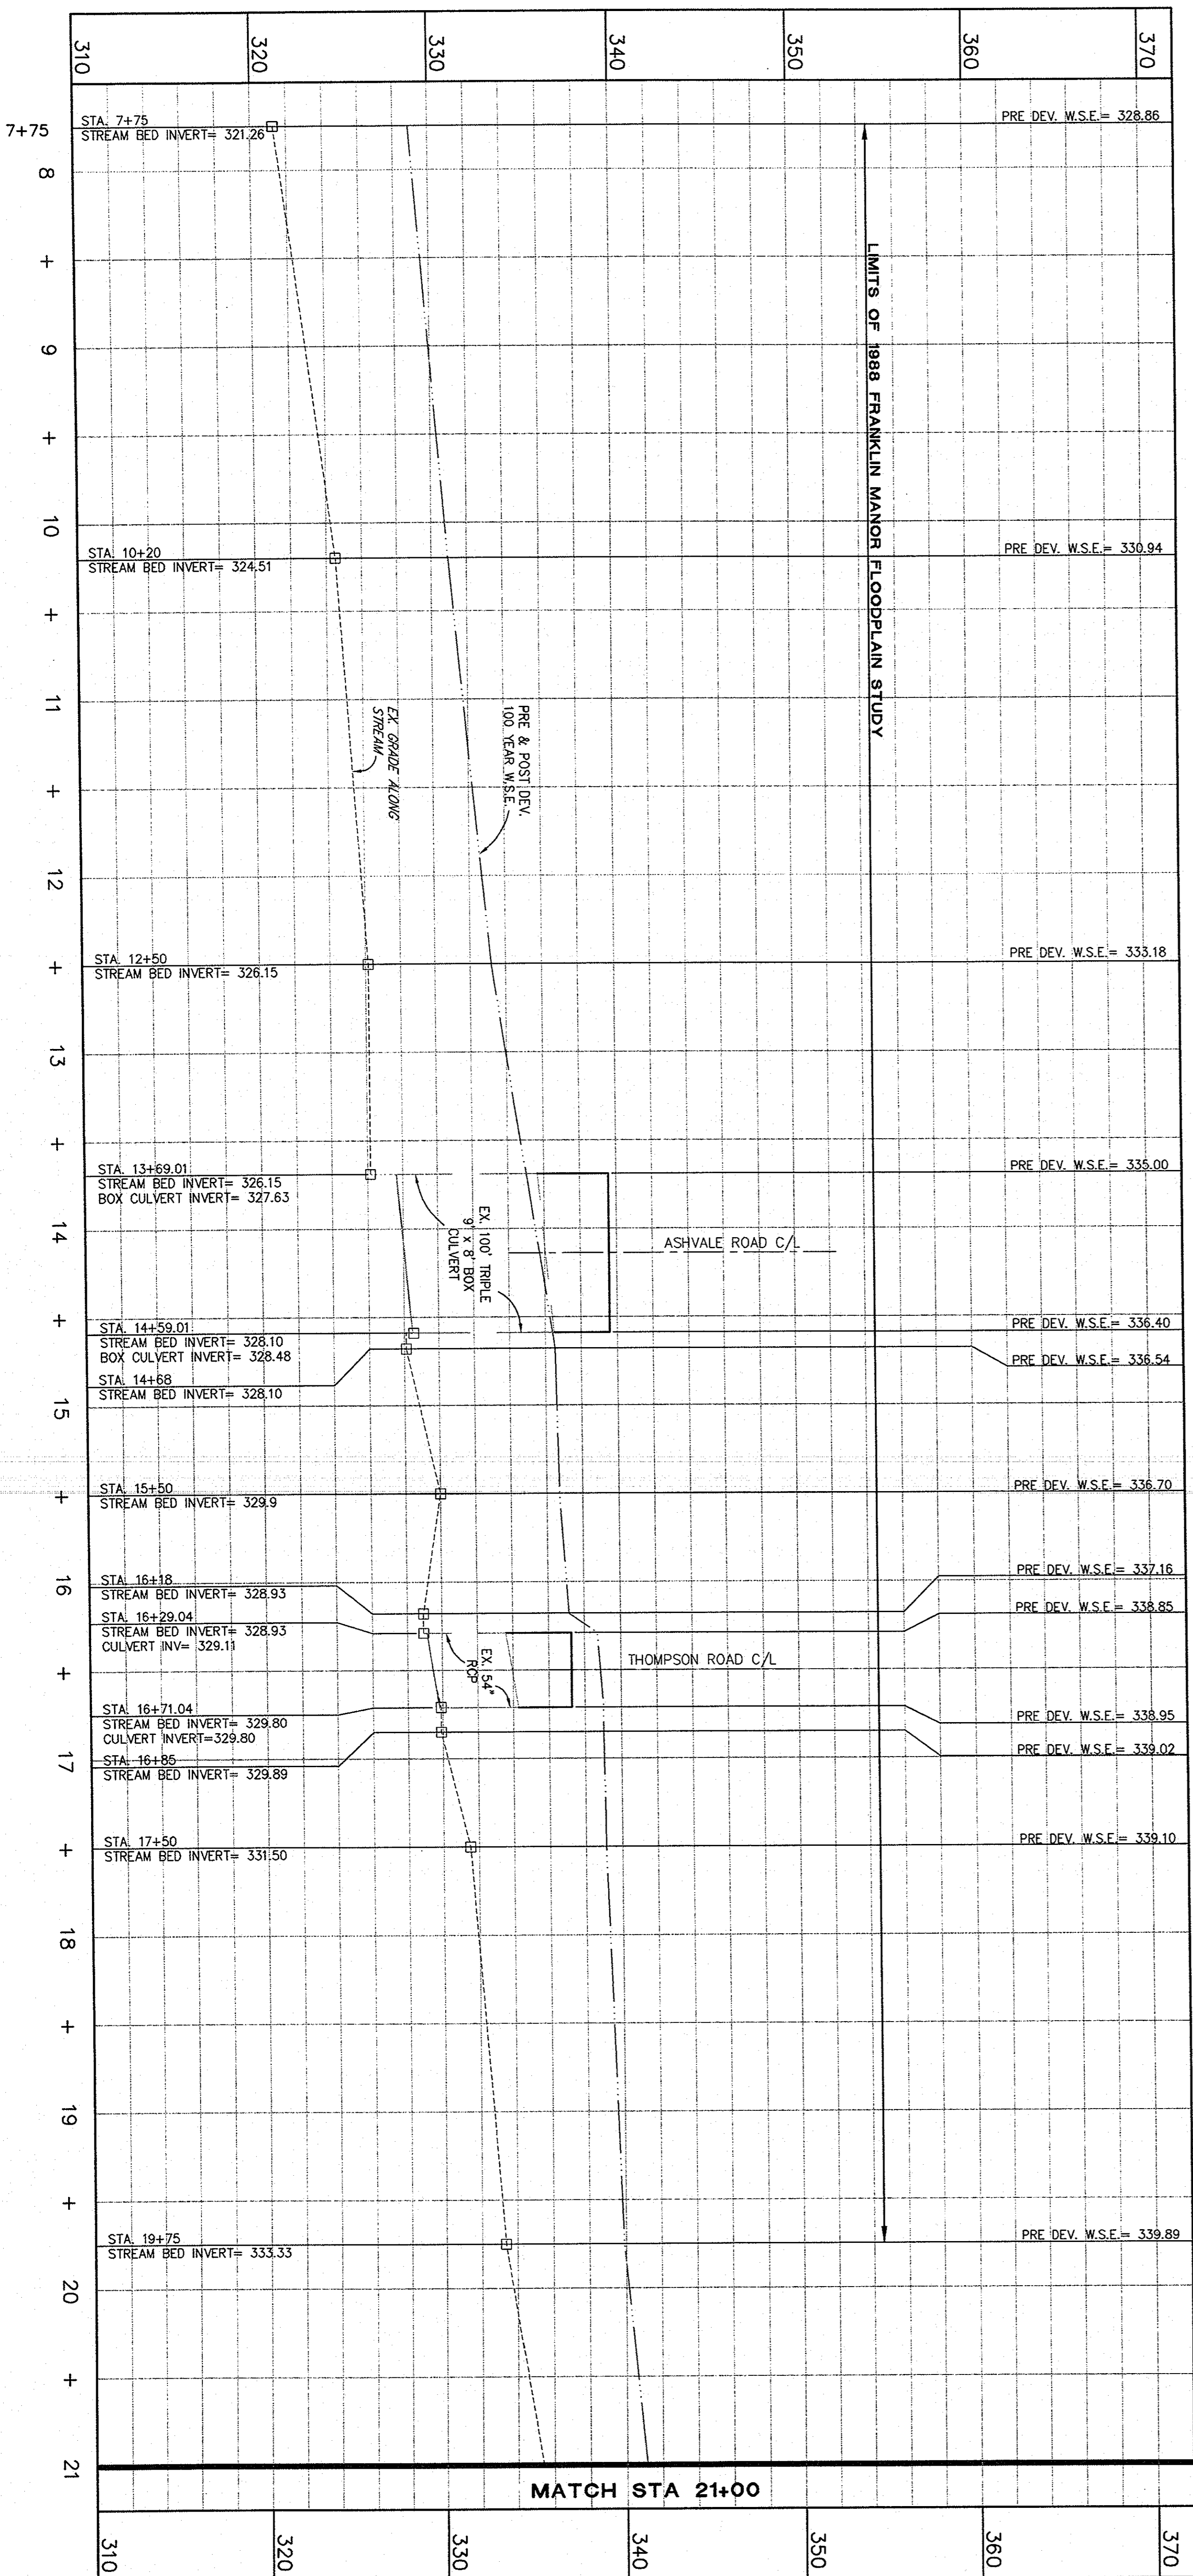 310
320
330
340
350
360
370
7+75
STA. 7+75
STREAM BED INVERT= 321.26
PRE DEV. W.S.E.= 328.86
8
+
LIMITS OF 1988 FRANKLIN MANOR FLOODPLAIN STUDY
9
+
10
STA. 10+20
STREAM BED INVERT= 324.51
PRE DEV. W.S.E.= 330.94
+
11
EX. GRADE ALONG
STREAM
PRE & POST DEV.
100 YEAR W.S.E.
+
12
STA. 12+50
STREAM BED INVERT= 326.15
PRE DEV. W.S.E.= 333.18
+
13
+
STA. 13+69.01
STREAM BED INVERT= 326.15
BOX CULVERT INVERT= 327.63
PRE DEV. W.S.E.= 335.00
14
EX. 100' TRIPLE
9' x 8' BOX
CULVERT
ASHVALE ROAD C/L
+
STA. 14+59.01
STREAM BED INVERT= 328.10
BOX CULVERT INVERT= 328.48
PRE DEV. W.S.E.= 336.40
STA. 14+68
STREAM BED INVERT= 328.10
PRE DEV. W.S.E.= 336.54
15
+
STA. 15+50
STREAM BED INVERT= 329.9
PRE DEV. W.S.E.= 336.70
16
STA. 16+18
STREAM BED INVERT= 328.93
PRE DEV. W.S.E.= 337.16
STA. 16+29.04
STREAM BED INVERT= 328.93
CULVERT INV= 329.11
PRE DEV. W.S.E.= 338.85
+
EX. 54"
RCP
THOMPSON ROAD C/L
STA. 16+71.04
STREAM BED INVERT= 329.80
CULVERT INVERT=329.80
PRE DEV. W.S.E.= 338.95
17
STA. 16+85
STREAM BED INVERT= 329.89
PRE DEV. W.S.E.= 339.02
+
STA. 17+50
STREAM BED INVERT= 331.50
PRE DEV. W.S.E.= 339.10
18
+
19
+
STA. 19+75
STREAM BED INVERT= 333.33
PRE DEV. W.S.E.= 339.89
20
+
21
MATCH STA 21+00
310
320
330
340
350
360
370